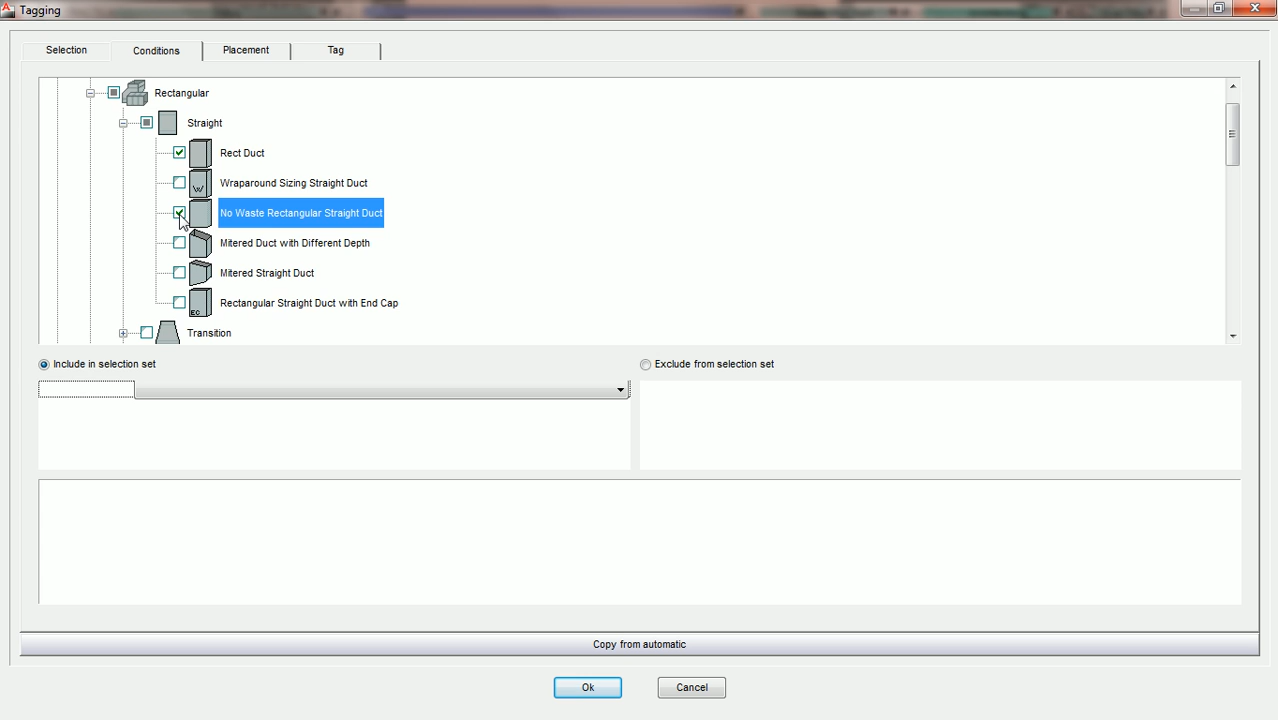 Tagging
Selection Conditions Placement Tag
Rectangular
Straight
Rect Duct
W Wraparound Sizing Straight Duct
No Waste Rectangular Straight Duct
Mitered Duct with Different Depth
Mitered Straight Duct
EC Rectangular Straight Duct with End Cap
Transition
Include in selection set Exclude from selection set
Copy from automatic
Ok Cancel